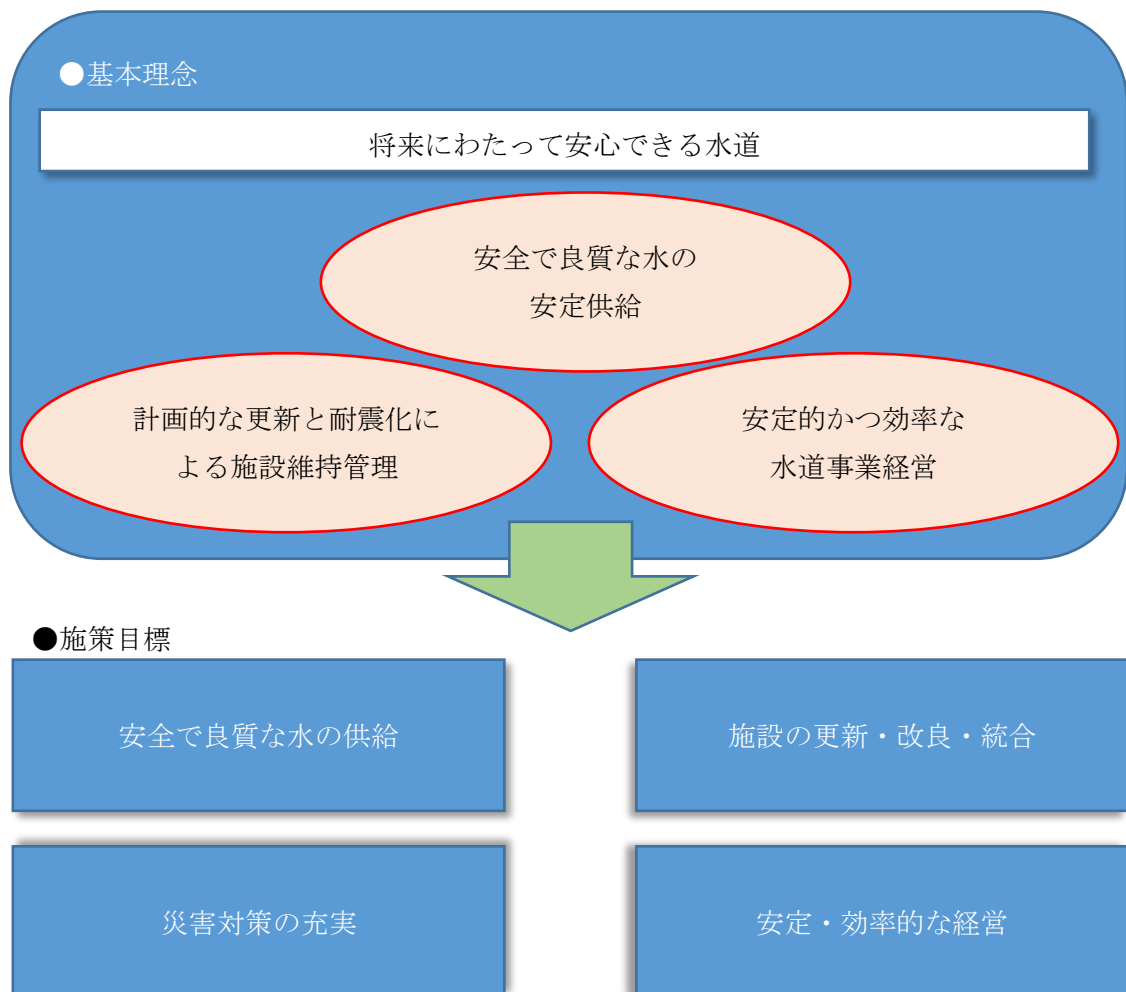 ●基本理念
将来にわたって安心できる水道
安全で良質な水の
安定供給
計画的な更新と耐震化に
よる施設維持管理
安定的かつ効率な
水道事業経営
●施策目標
安全で良質な水の供給
施設の更新・改良・統合
災害対策の充実
安定・効率的な経営